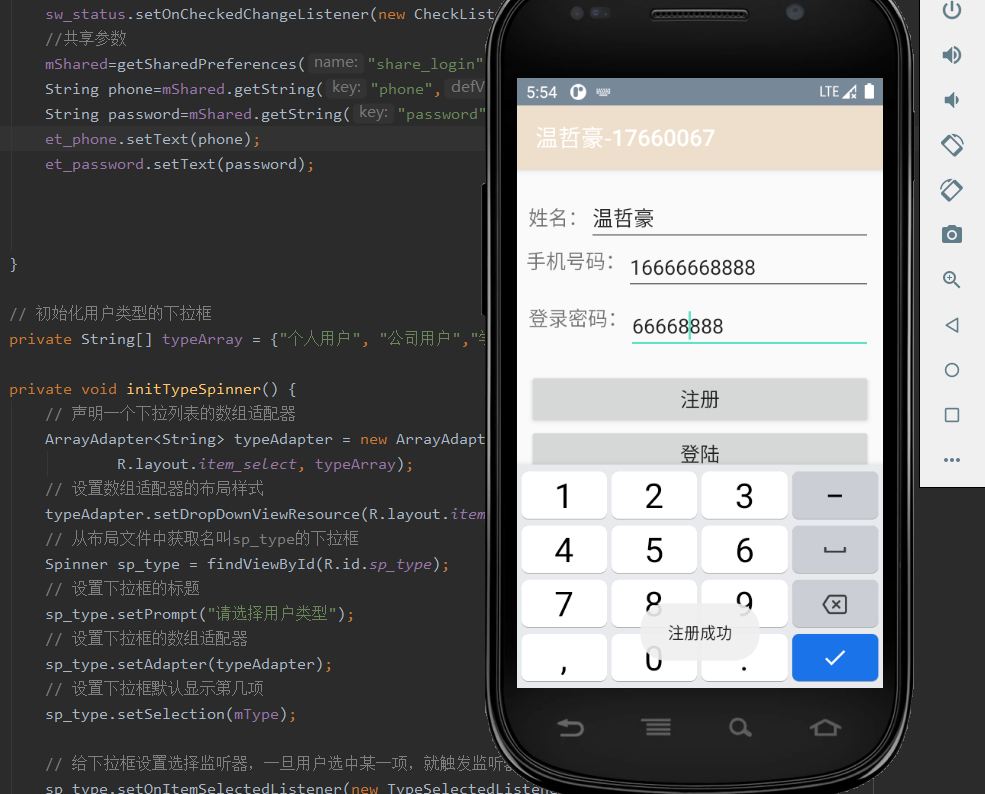 sw_status.setOnCheckedChangeListener(new CheckList
//共享参数
mShared=getSharedPreferences( name: "share_login"
String phone=mShared.getString( key: "phone", defV
String password=mShared.getString( key: "password"
et_phone.setText(phone);
et_password.setText(password);
}
// 初始化用户类型的下拉框
private String[] typeArray = {"个人用户", "公司用户","
private void initTypeSpinner() {
// 声明一个下拉列表的数组适配器
ArrayAdapter<String> typeAdapter = new ArrayAdapt
R.layout.item_select, typeArray);
// 设置数组适配器的布局样式
typeAdapter.setDropDownViewResource(R.layout.item
// 从布局文件中获取名叫sp_type的下拉框
Spinner sp_type = findViewById(R.id.sp_type);
// 设置下拉框的标题
sp_type.setPrompt("请选择用户类型");
// 设置下拉框的数组适配器
sp_type.setAdapter(typeAdapter);
// 设置下拉框默认显示第几项
sp_type.setSelection(mType);
// 给下拉框设置选择监听器，一旦用户选中某一项，就触发监听器
sp_type.setOnItemSelectedListener(new TypeSelectedListene
5:54 LTE
温哲豪-17660067
姓名： 温哲豪
手机号码： 16666668888
登录密码： 66668888
注册
登陆
1 2 3 −
4 5 6
7 8 9
注册成功
, 0 .